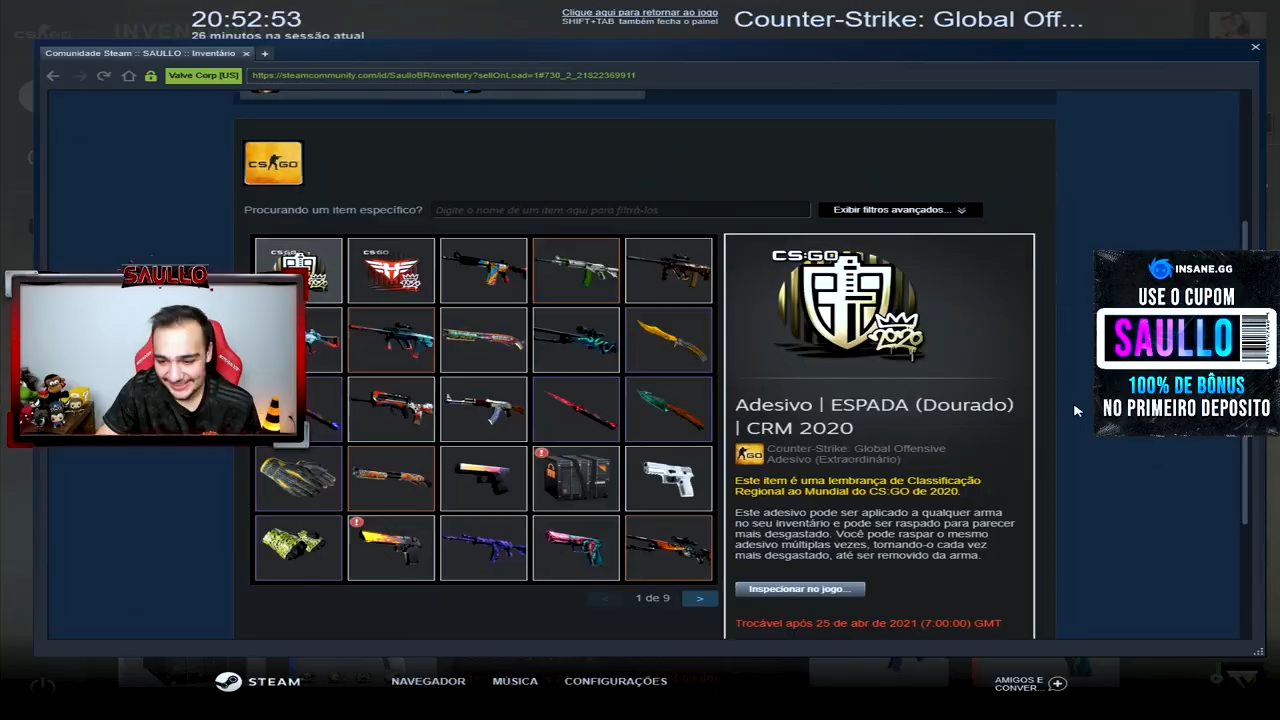 20:52:53
26 minutos na sessão atual
Clique aqui para retornar ao jogo
SHIFT+TAB também fecha o painel
Counter-Strike: Global Off...
Comunidade Steam :: SAULLO :: Inventário
Valve Corp [US]
https://steamcommunity.com/id/SaulloBR/inventory?sellOnLoad=1#730_2_21822369911
CS GO
Procurando um item específico?
Digite o nome de um item aqui para filtrá-los
Exibir filtros avançados...
CS:GO
2020
Adesivo | ESPADA (Dourado)
| CRM 2020
Counter-Strike: Global Offensive
Adesivo (Extraordinário)
Este item é uma lembrança de Classificação
Regional ao Mundial do CS:GO de 2020.
Este adesivo pode ser aplicado a qualquer arma
no seu inventário e pode ser raspado para parecer
mais desgastado. Você pode raspar o mesmo
adesivo múltiplas vezes, tornando-o cada vez
mais desgastado, até ser removido da arma.
Inspecionar no jogo...
Trocável após 25 de abr de 2021 (7:00:00) GMT
1 de 9
SAULLO
INSANE.GG
USE O CUPOM
SAULLO
100% DE BÔNUS
NO PRIMEIRO DEPOSITO
STEAM
NAVEGADOR
MÚSICA
CONFIGURAÇÕES
AMIGOS E
CONVER...